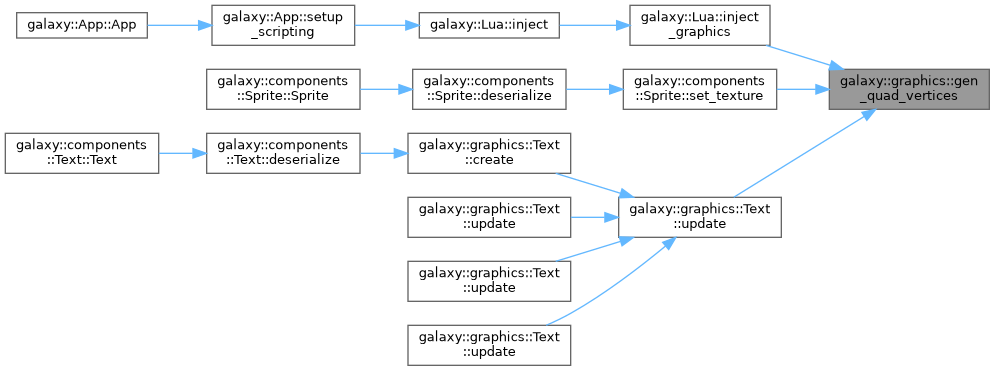 galaxy::App::App
galaxy::App::setup
_scripting
galaxy::Lua::inject
galaxy::Lua::inject
_graphics
galaxy::components
::Sprite::Sprite
galaxy::components
::Sprite::deserialize
galaxy::components
::Sprite::set_texture
galaxy::graphics::gen
_quad_vertices
galaxy::components
::Text::Text
galaxy::components
::Text::deserialize
galaxy::graphics::Text
::create
galaxy::graphics::Text
::update
galaxy::graphics::Text
::update
galaxy::graphics::Text
::update
galaxy::graphics::Text
::update